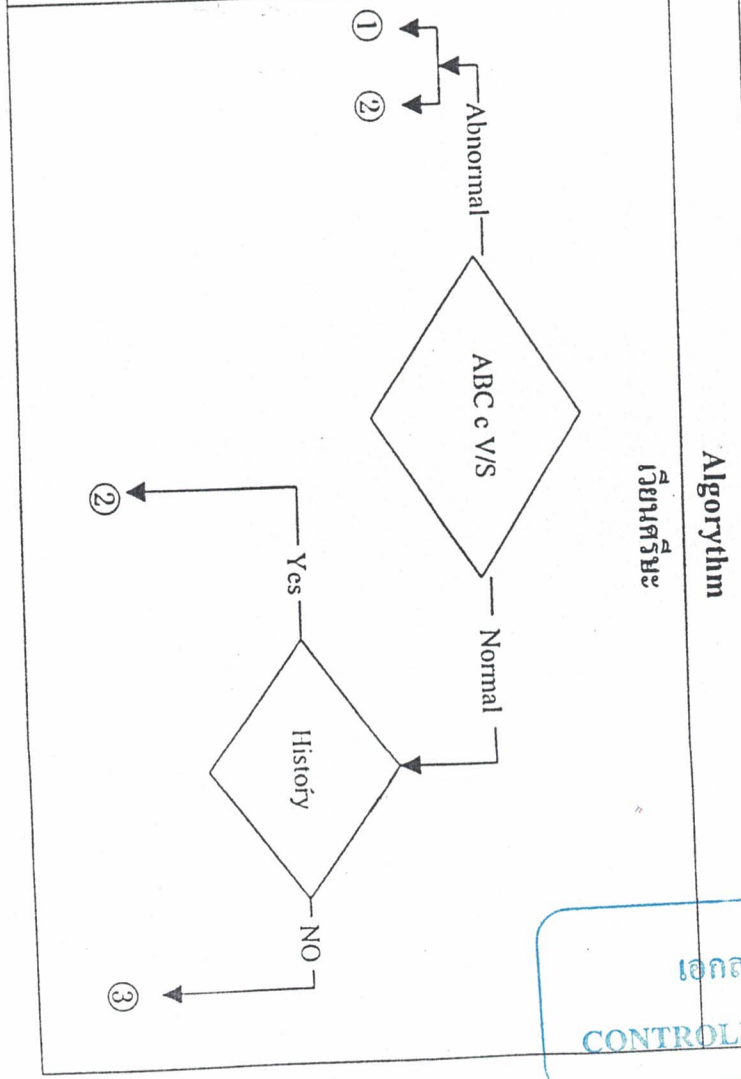 Algorythm
เวียนศรีษะ
ABC c V/S
Abnormal
Normal
①
②
History
Yes
NO
②
③
CONTROL